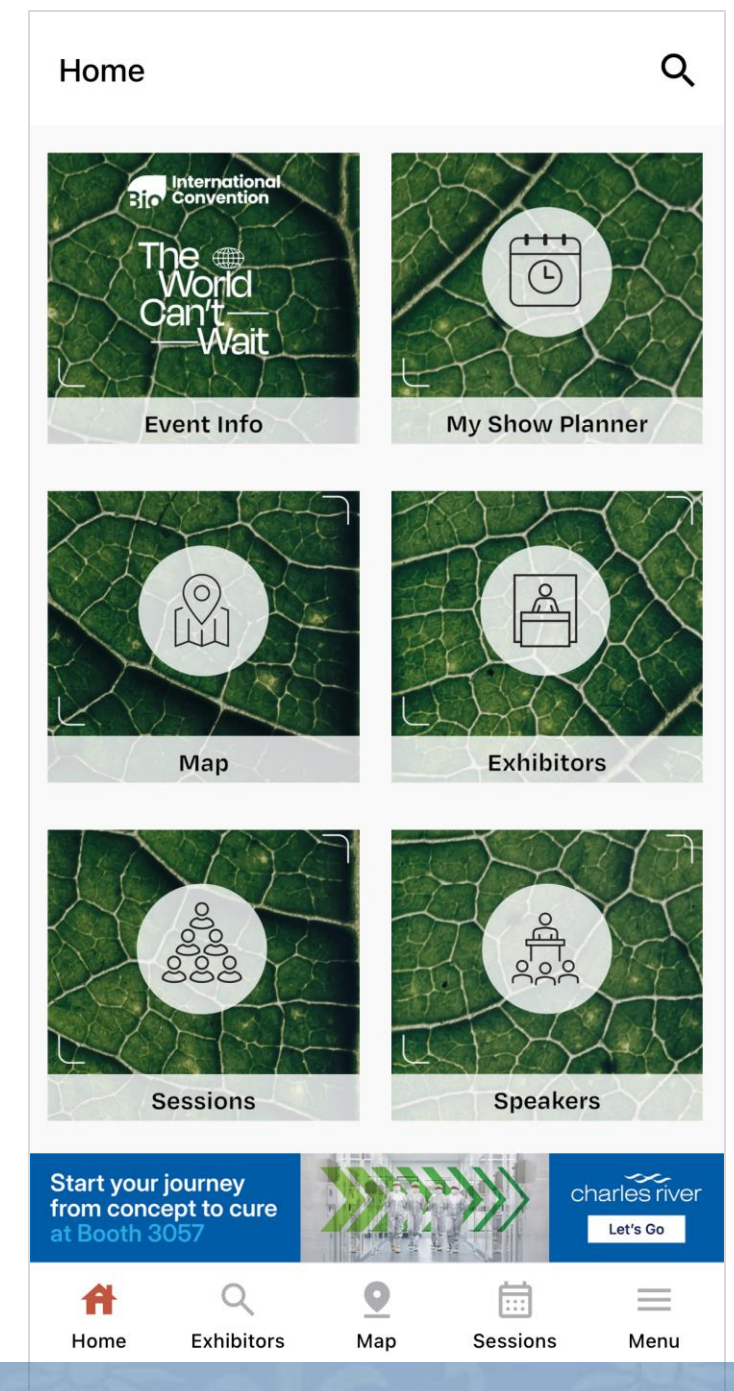 Home
Bio International
Convention
The
World
Can't
Wait
Event Info
My Show Planner
Map
Exhibitors
Sessions
Speakers
Start your journey
from concept to cure
at Booth 3057
charles river
Let's Go
Home
Exhibitors
Map
Sessions
Menu